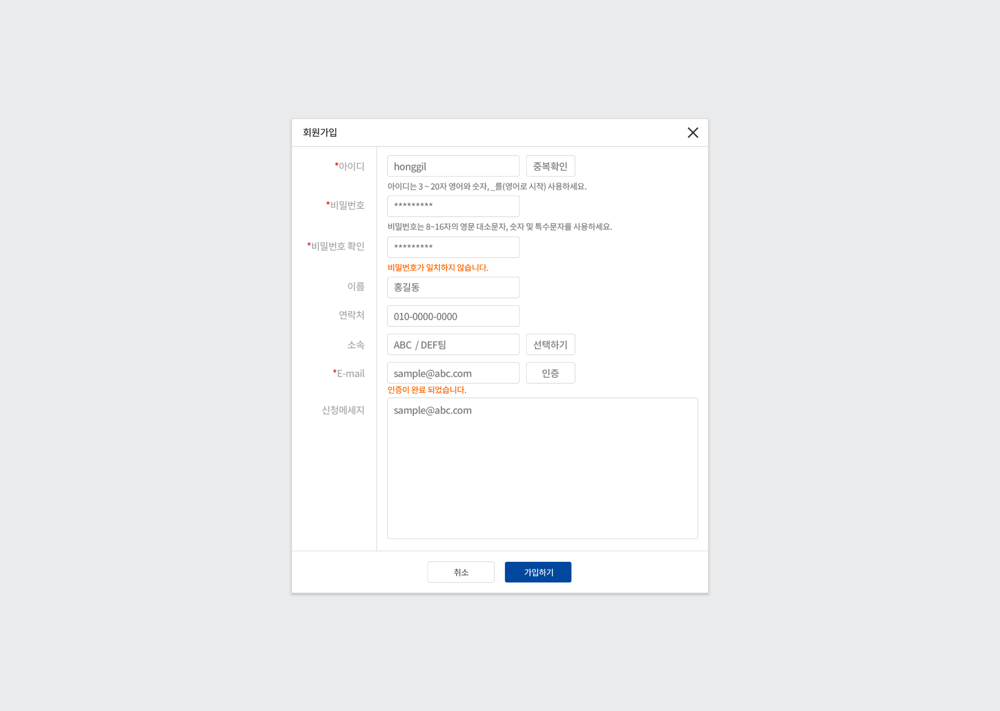 회원가입
*아이디
honggil
중복확인
아이디는 3 ~ 20자 영어와 숫자, _를(영어로 시작) 사용하세요.
*비밀번호
*********
비밀번호는 8~16자의 영문 대소문자, 숫자 및 특수문자를 사용하세요.
*비밀번호 확인
*********
비밀번호가 일치하지 않습니다.
이름
홍길동
연락처
010-0000-0000
소속
ABC / DEF팀
선택하기
*E-mail
sample@abc.com
인증
인증이 완료 되었습니다.
신청메세지
sample@abc.com
취소
가입하기